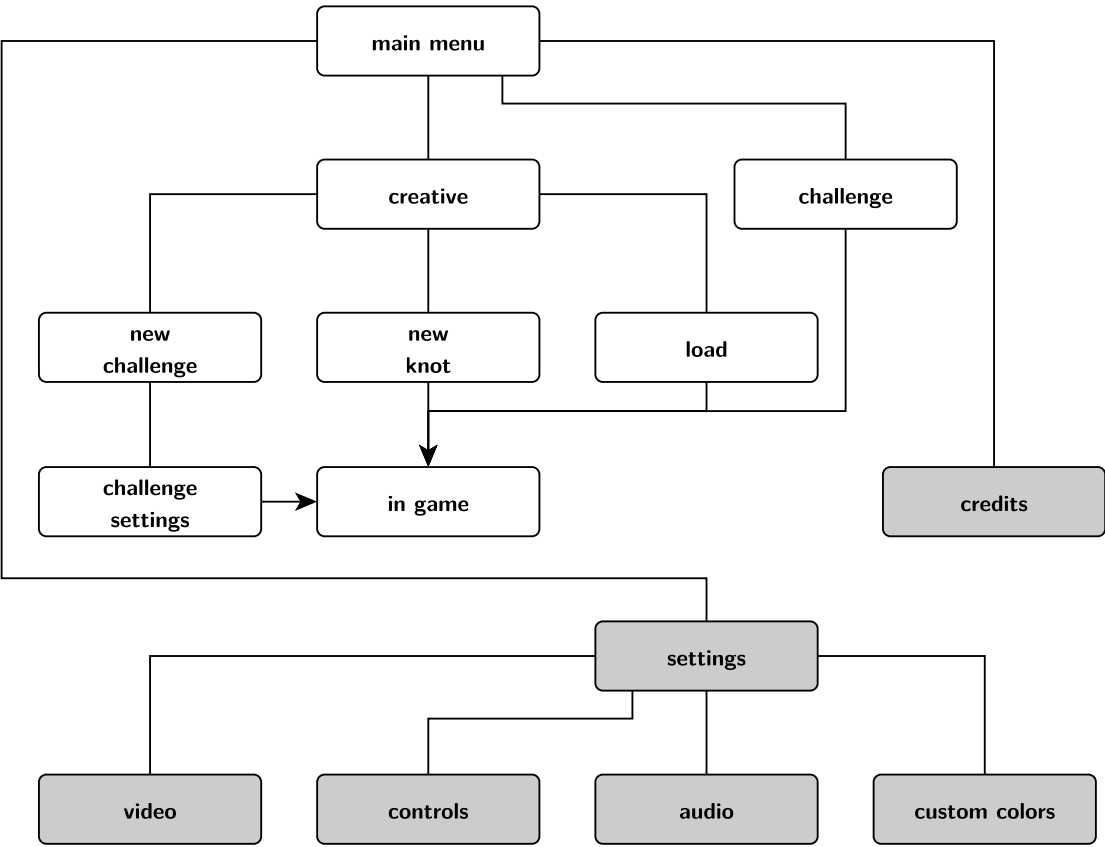 main menu
creative
challenge
new
challenge
new
knot
load
challenge
settings
in game
credits
settings
video
controls
audio
custom colors